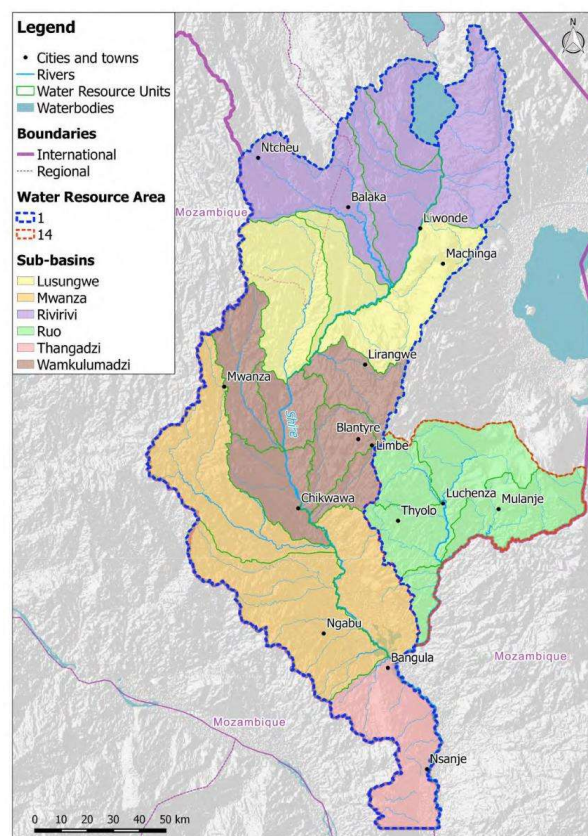 Legend
Cities and towns
Rivers
Water Resource Units
Waterbodies
Boundaries
International
Regional
Water Resource Area
1
14
Sub-basins
Lusungwe
Mwanza
Rivirivi
Ruo
Thangadzi
Wamkulumadzi
N
Ntcheu
Mozambique
Balaka
Liwonde
Machinga
Lirangwe
Mwanza
Shire
Blantyre
Limbe
Chikwawa
Luchenza
Mulanje
Thyolo
Ngabu
Bangula
Mozambique
Mozambique
Nsanje
0 10 20 30 40 50 km